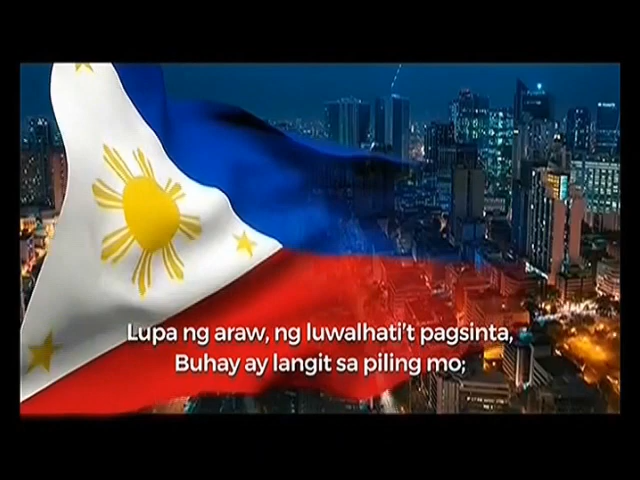 Lupa ng araw, ng luwalhati't pagsinta,
Buhay ay langit sa piling mo;